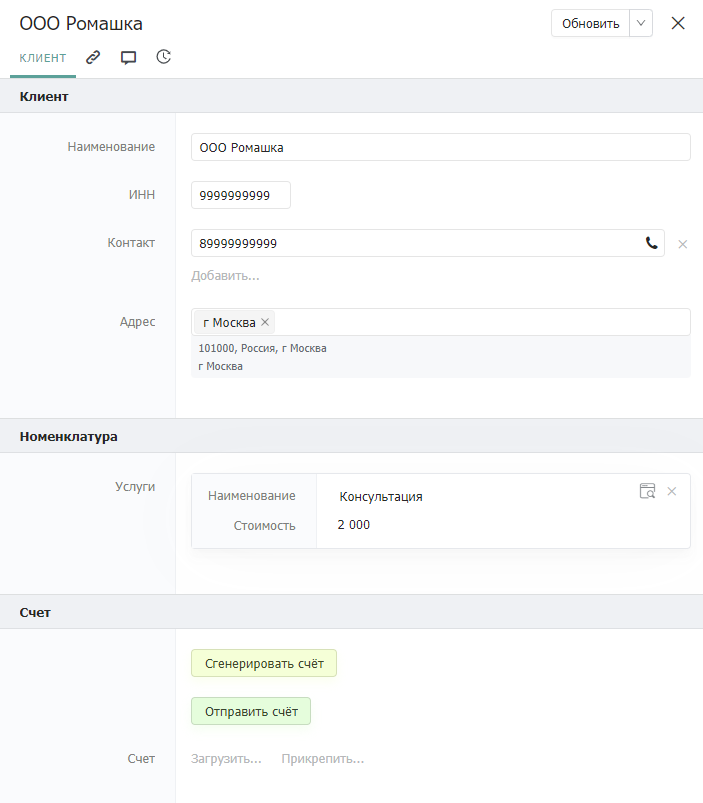 ООО Ромашка
Обновить
КЛИЕНТ
Клиент
Наименование
ООО Ромашка
ИНН
9999999999
Контакт
89999999999
Добавить...
Адрес
г Москва
101000, Россия, г Москва
г Москва
Номенклатура
Услуги
Наименование
Консультация
Стоимость
2 000
Счет
Сгенерировать счёт
Отправить счёт
Счет
Загрузить... Прикрепить...